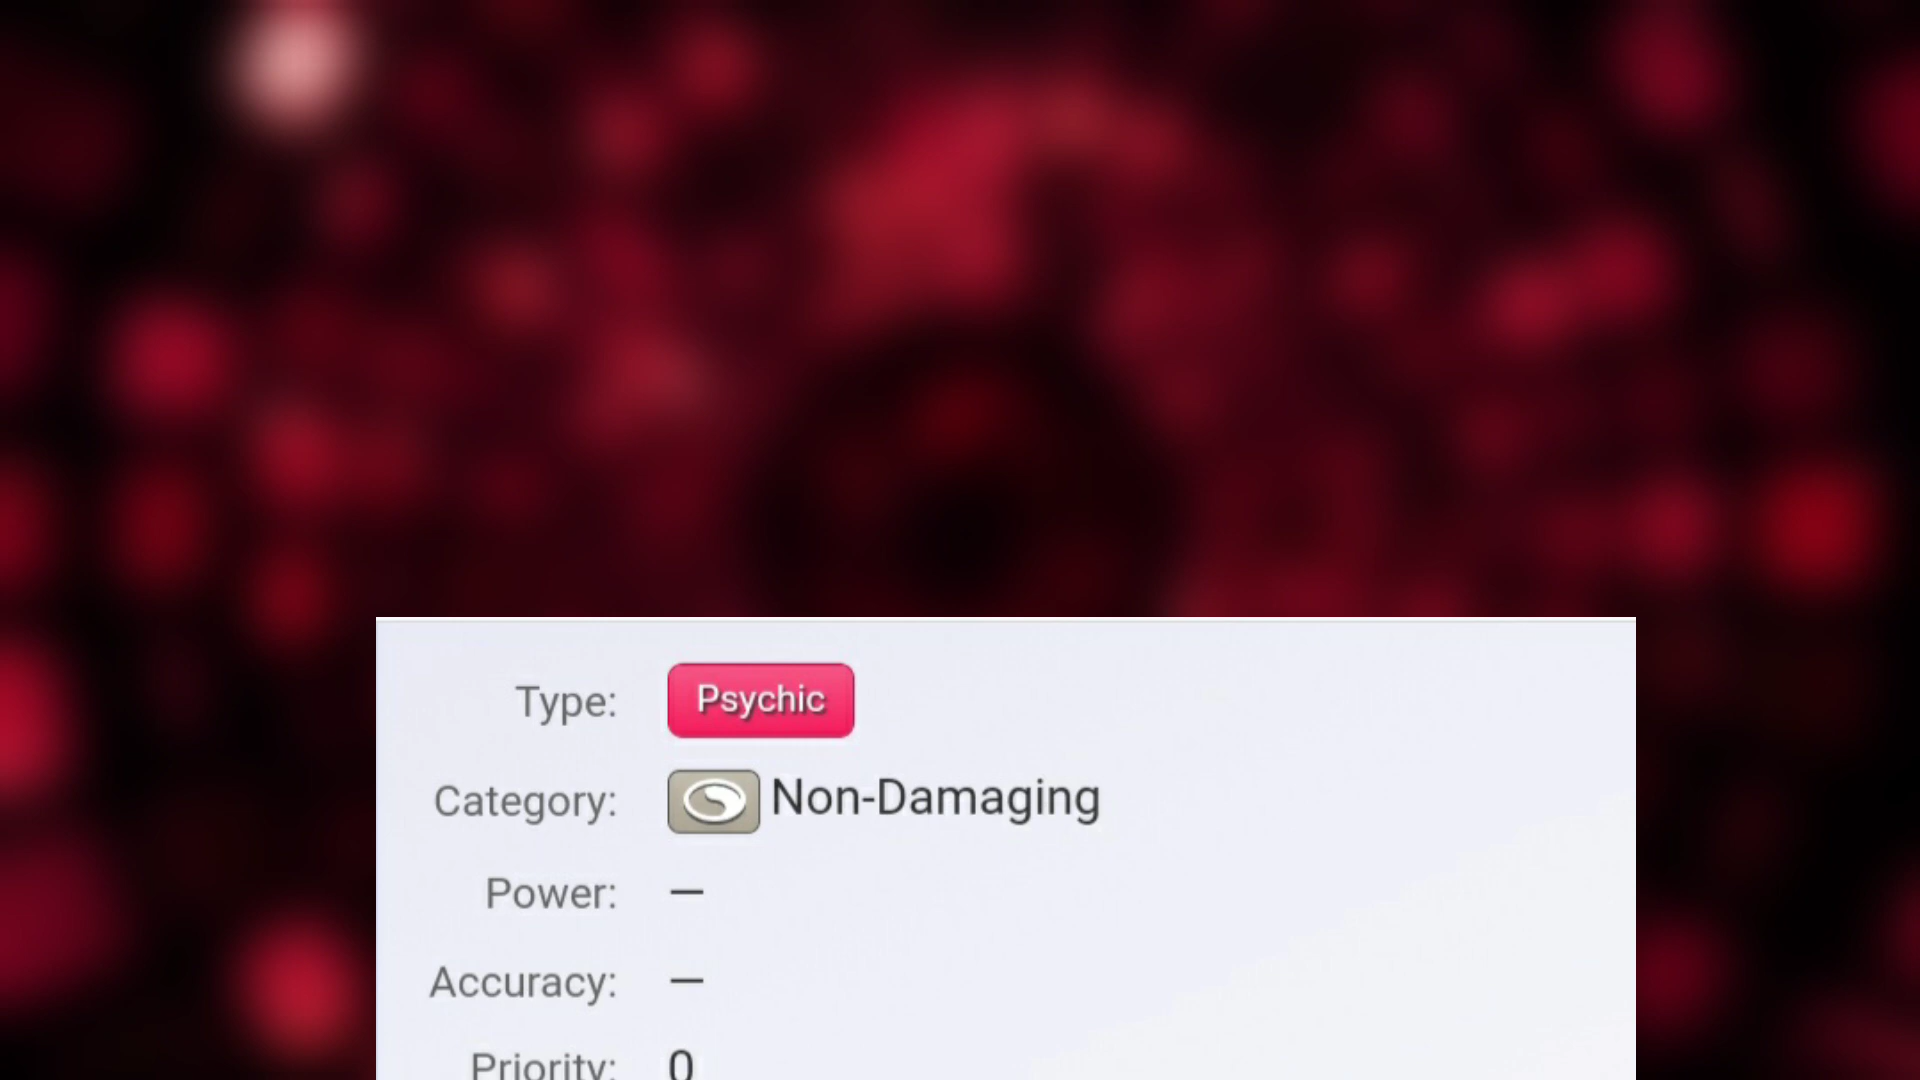 Type: Psychic
Category: Non-Damaging
Power: —
Accuracy: —
Priority: 0